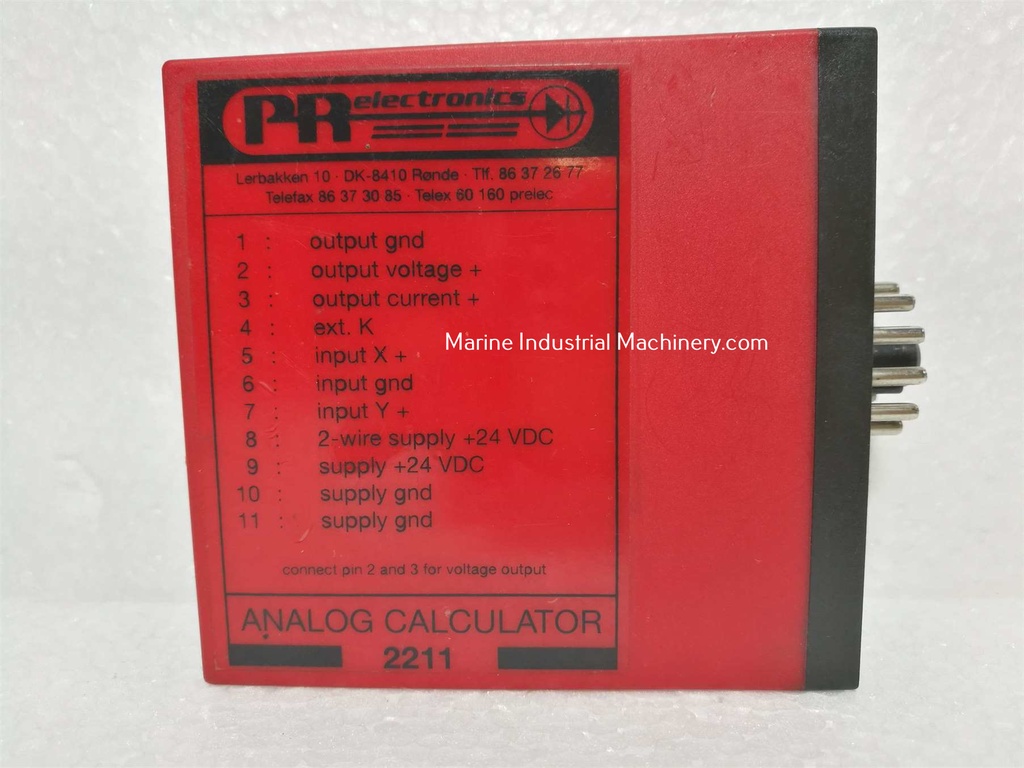 PR electronics
Lerbakken 10 · DK-8410 Rønde · Tlf. 86 37 26 77
Telefax 86 37 30 85 · Telex 60 160 prelec
1 : output gnd
2 : output voltage +
3 : output current +
4 : ext. K
Marine Industrial Machinery.com
5 : input X +
6 : input gnd
7 : input Y +
8 : 2-wire supply +24 VDC
9 : supply +24 VDC
10 : supply gnd
11 : supply gnd
connect pin 2 and 3 for voltage output
ANALOG CALCULATOR
2211